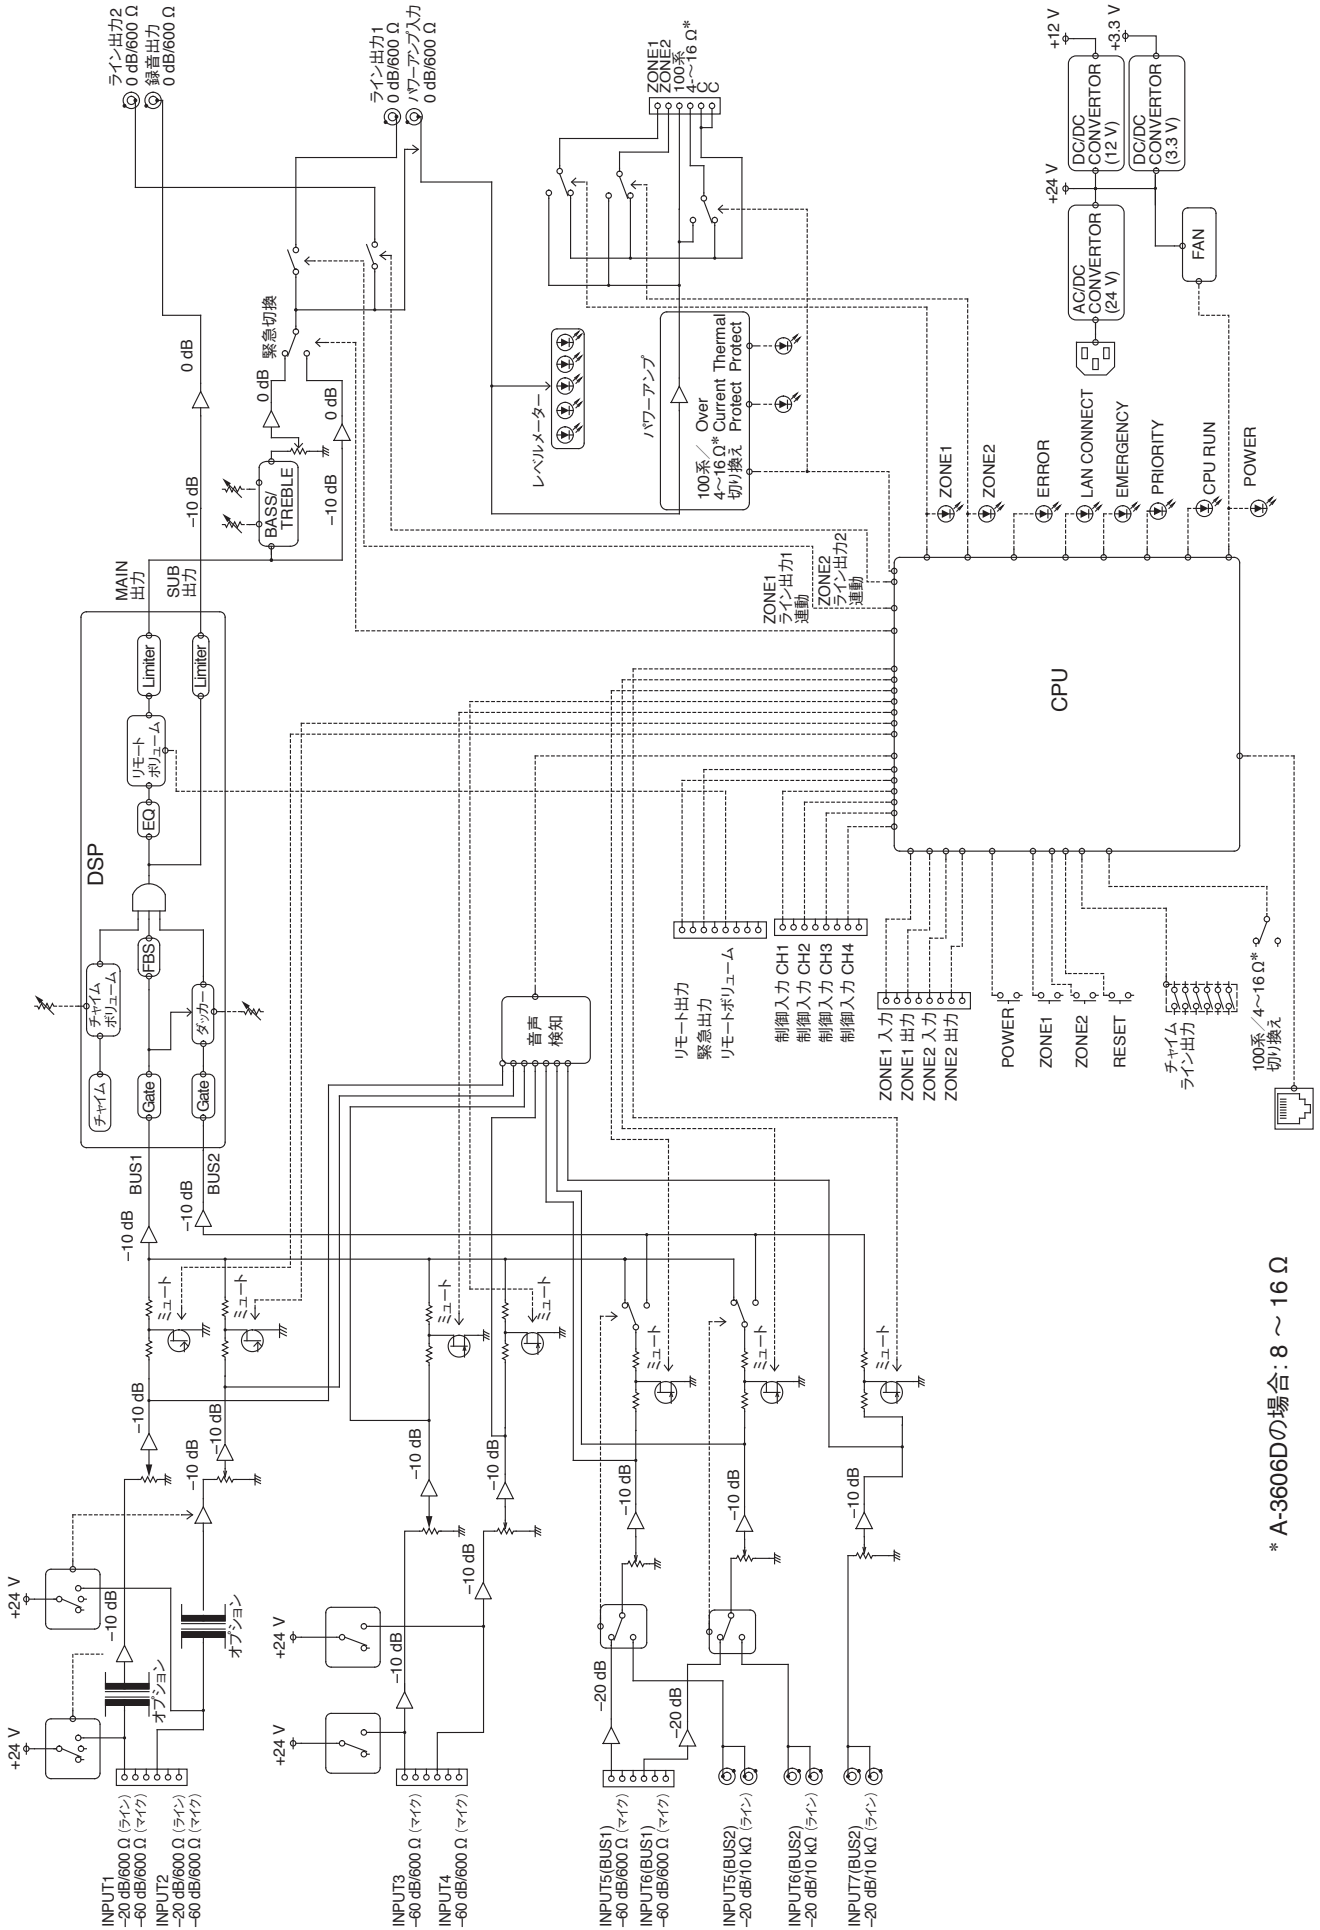 INPUT1
−20 dB/600 Ω (ライン)
−60 dB/600 Ω (マイク)
INPUT2
−20 dB/600 Ω (ライン)
−60 dB/600 Ω (マイク)
INPUT3
−60 dB/600 Ω (マイク)
INPUT4
−60 dB/600 Ω (マイク)
INPUT5(BUS1)
−60 dB/600 Ω (マイク)
INPUT6(BUS1)
−60 dB/600 Ω (マイク)
INPUT5(BUS2)
−20 dB/10 kΩ (ライン)
INPUT6(BUS2)
−20 dB/10 kΩ (ライン)
INPUT7(BUS2)
−20 dB/10 kΩ (ライン)
+24 V
+24 V
+24 V
+24 V
オプション
オプション
−10 dB
−10 dB
−10 dB
−10 dB
−20 dB
−20 dB
−10 dB
−10 dB
−10 dB
−10 dB
−10 dB
−10 dB
−10 dB
ミュート
ミュート
ミュート
ミュート
ミュート
ミュート
ミュート
−10 dB
−10 dB
BUS1
BUS2
DSP
チャイム
チャイム
ボリューム
Gate
Gate
FBS
ダッカー
EQ
リモート
ボリューム
Limiter
Limiter
MAIN
出力
SUB
出力
−10 dB
BASS/
TREBLE
−10 dB
0 dB
0 dB
0 dB
緊急切換
ライン出力2
0 dB/600 Ω
録音出力
0 dB/600 Ω
ライン出力1
0 dB/600 Ω
パワーアンプ入力
0 dB/600 Ω
音声
検知
レベルメーター
パワーアンプ
100系／
4〜16 Ω*
切り換え
Over
Current
Protect
Thermal
Protect
ZONE1
ZONE2
100系
4〜16 Ω*
C
C
リモート出力
緊急出力
リモートボリューム
制御入力 CH1
制御入力 CH2
制御入力 CH3
制御入力 CH4
ZONE1 入力
ZONE1 出力
ZONE2 入力
ZONE2 出力
POWER
ZONE1
ZONE2
RESET
チャイム
ライン出力
100系／4〜16 Ω*
切り換え
CPU
ZONE1
ライン出力1
連動
ZONE2
ライン出力2
連動
ZONE1
ZONE2
ERROR
LAN CONNECT
EMERGENCY
PRIORITY
CPU RUN
POWER
AC/DC
CONVERTOR
(24 V)
+24 V
FAN
DC/DC
CONVERTOR
(12 V)
+12 V
DC/DC
CONVERTOR
(3.3 V)
+3.3 V
* A-3606Dの場合: 8 〜 16 Ω